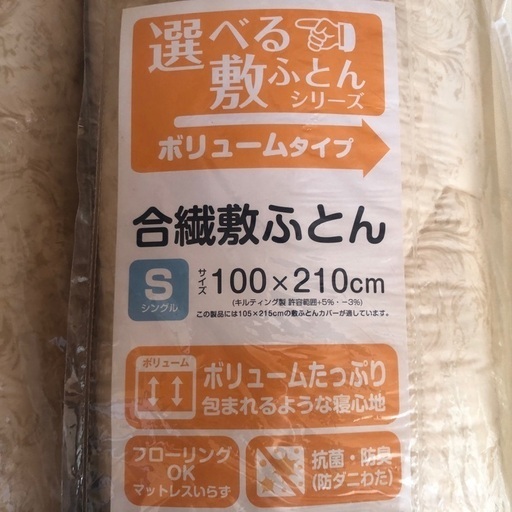 選べる
敷ふとん
シリーズ
ボリュームタイプ
合繊敷ふとん
S
シングル
サイズ
100×210cm
(キルティング製 許容範囲+5%・−3%)
この製品には105×215cmの敷ふとんカバーが適しています。
ボリューム
ボリュームたっぷり
包まれるような寝心地
フローリング
OK
マットレスいらず
抗菌・防臭
(防ダニわた)